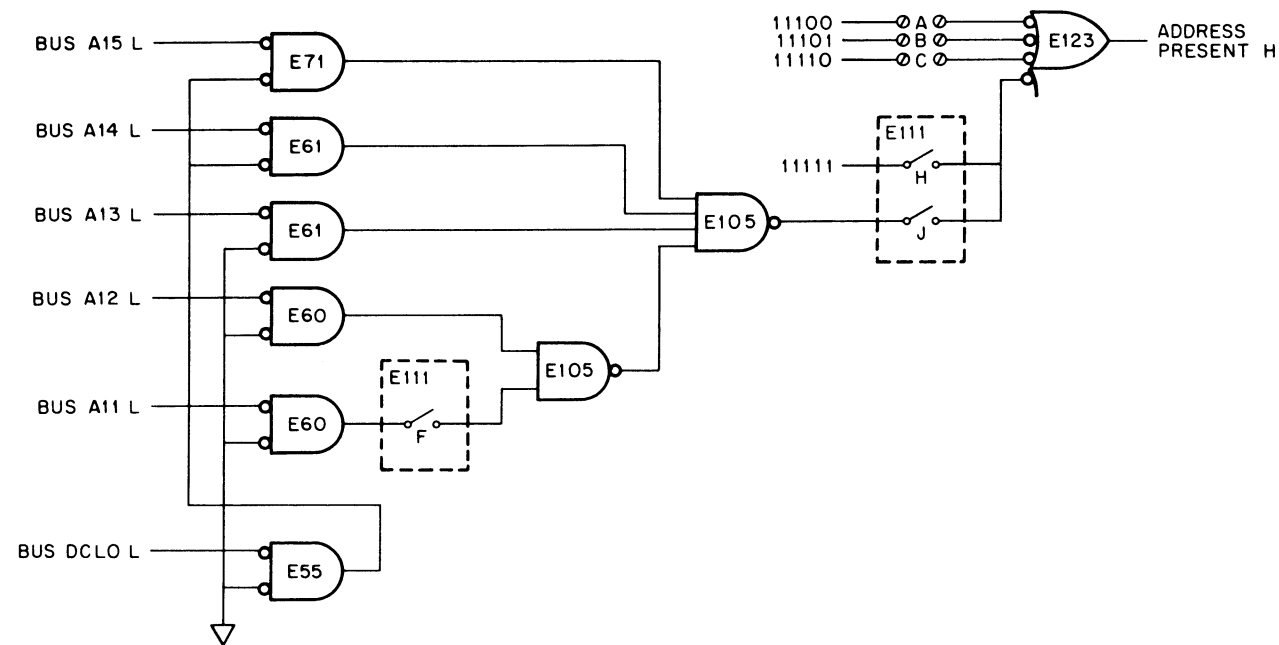 BUS A15 L
E71
BUS A14 L
E61
BUS A13 L
E61
BUS A12 L
E60
BUS A11 L
E60
BUS DCLO L
E55
E111
F
E105
E105
11100
A
11101
B
11110
C
E123
ADDRESS
PRESENT H
E111
11111
H
J